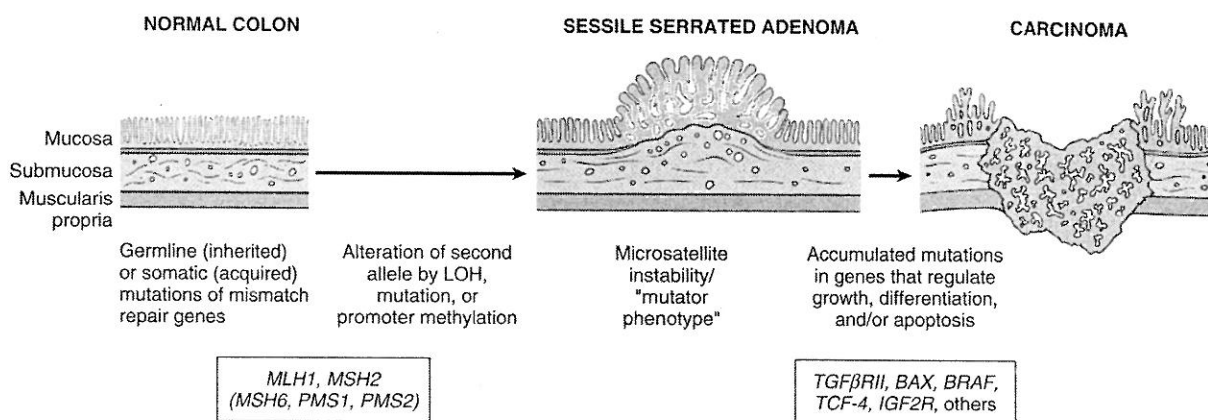 NORMAL COLON
SESSILE SERRATED ADENOMA
CARCINOMA
Mucosa
Submucosa
Muscularis
propria
Germline (inherited)
or somatic (acquired)
mutations of mismatch
repair genes
Alteration of second
allele by LOH,
mutation, or
promoter methylation
Microsatellite
instability/
"mutator
phenotype"
Accumulated mutations
in genes that regulate
growth, differentiation,
and/or apoptosis
MLH1, MSH2
(MSH6, PMS1, PMS2)
TGFβRII, BAX, BRAF,
TCF-4, IGF2R, others